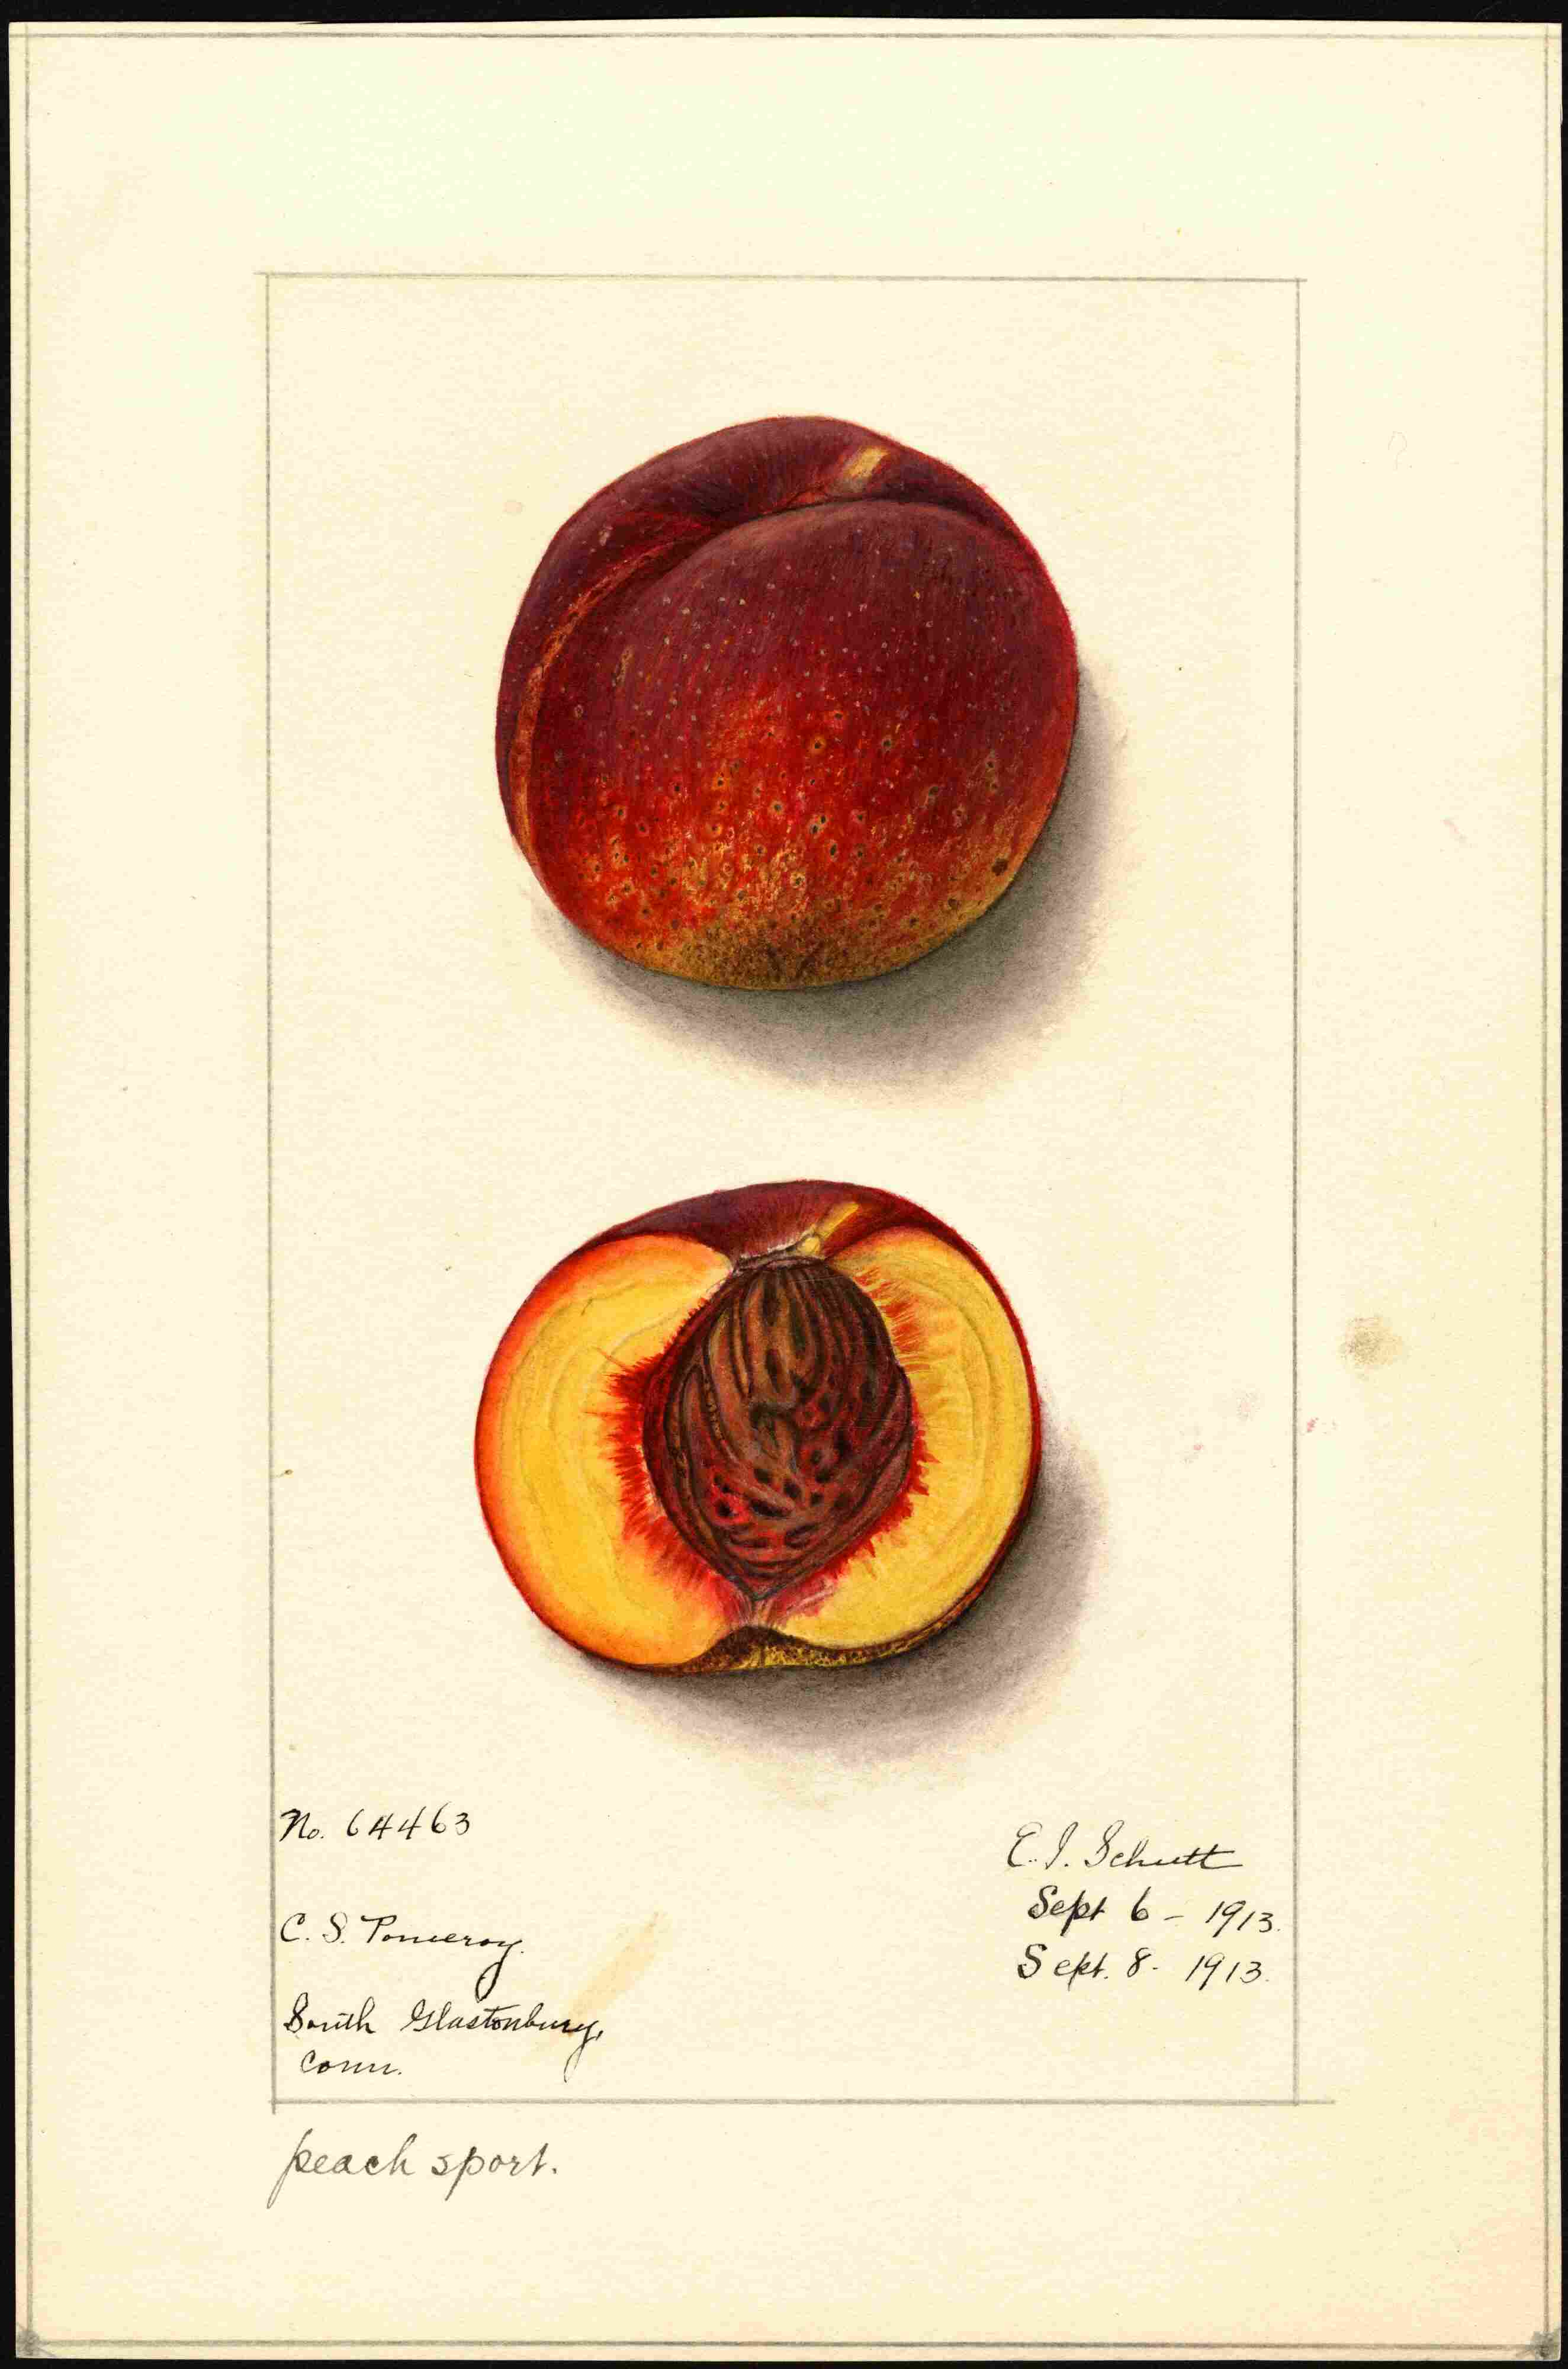 No. 64463
C. S. Pomeroy.
South Glastonbury,
Conn.
E. I. Schutt
Sept 6 - 1913.
Sept. 8. 1913.
peach sport.